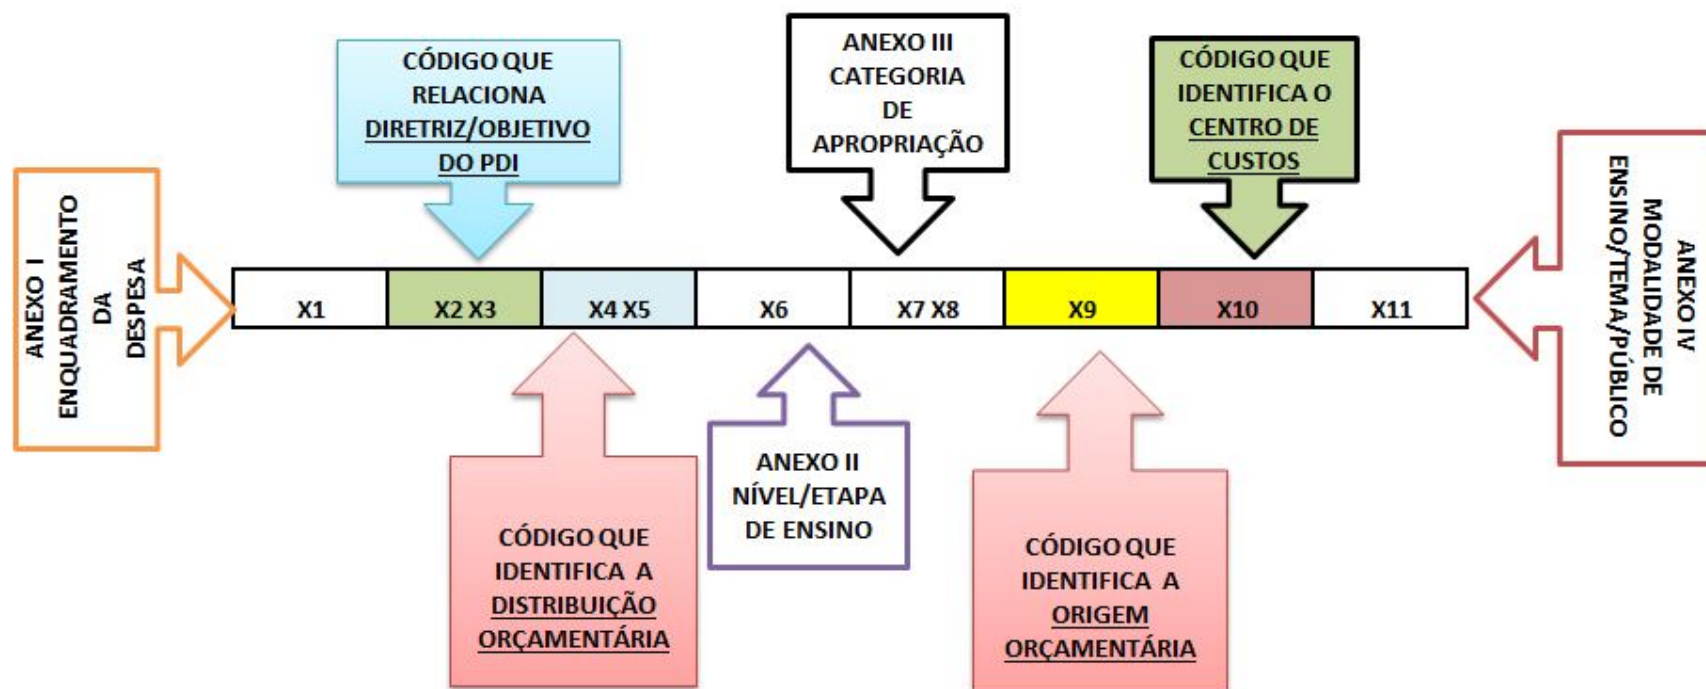 CÓDIGO QUE
RELACIONA
DIRETRIZ/OBJETIVO
DO PDI
ANEXO III
CATEGORIA
DE
APROPRIAÇÃO
CÓDIGO QUE
IDENTIFICA O
CENTRO DE
CUSTOS
ANEXO I
ENQUADRAMENTO
DA
DESPESA
X1
X2 X3
X4 X5
X6
X7 X8
X9
X10
X11
ANEXO IV
MODALIDADE DE
ENSINO/TEMA/PÚBLICO
CÓDIGO QUE
IDENTIFICA A
DISTRIBUIÇÃO
ORÇAMENTÁRIA
ANEXO II
NÍVEL/ETAPA
DE ENSINO
CÓDIGO QUE
IDENTIFICA A
ORIGEM
ORÇAMENTÁRIA